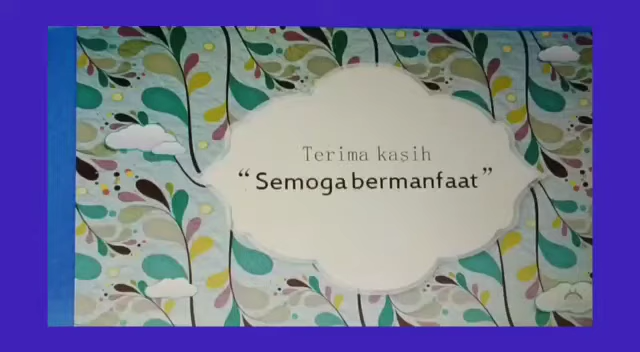 Terima kasih
“ Semoga bermanfaat ”